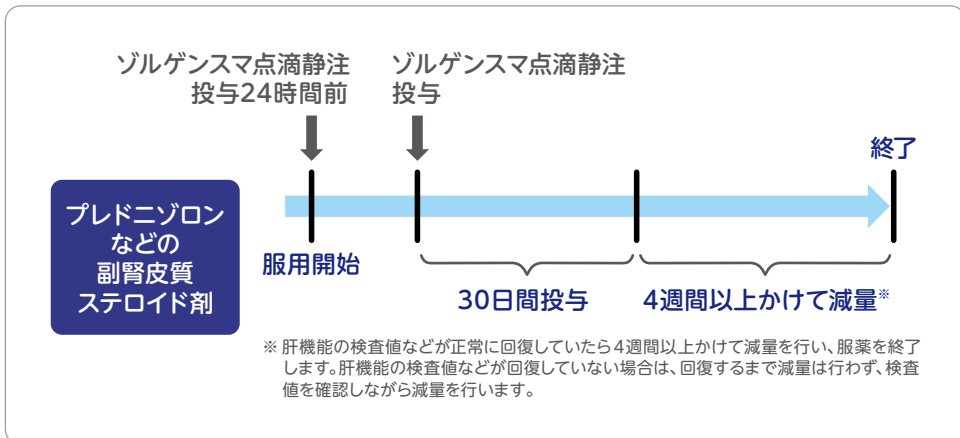 ゾルゲンスマ点滴静注
投与24時間前
ゾルゲンスマ点滴静注
投与
終了
プレドニゾロン
などの
副腎皮質
ステロイド剤
服用開始
30日間投与
4週間以上かけて減量※
※ 肝機能の検査値などが正常に回復していたら4週間以上かけて減量を行い、服薬を終了
します。肝機能の検査値などが回復していない場合は、回復するまで減量は行わず、検査
値を確認しながら減量を行います。